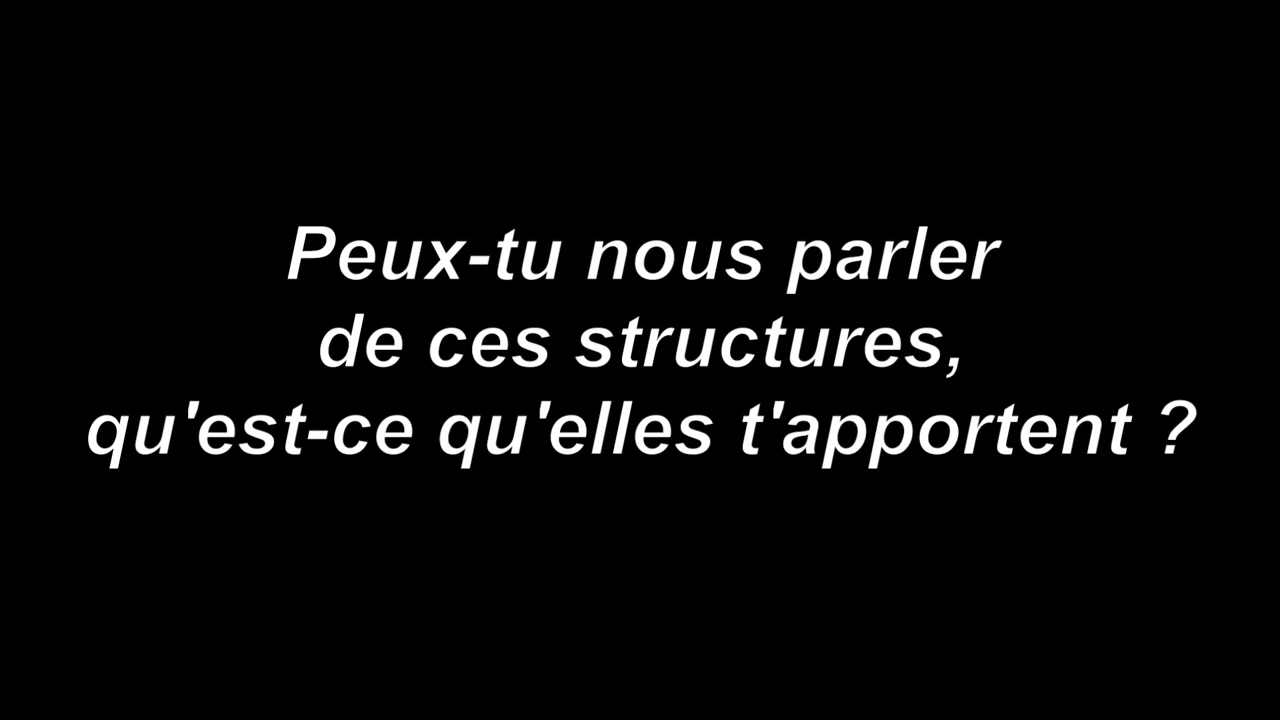 Peux-tu nous parler
de ces structures,
qu'est-ce qu'elles t'apportent ?